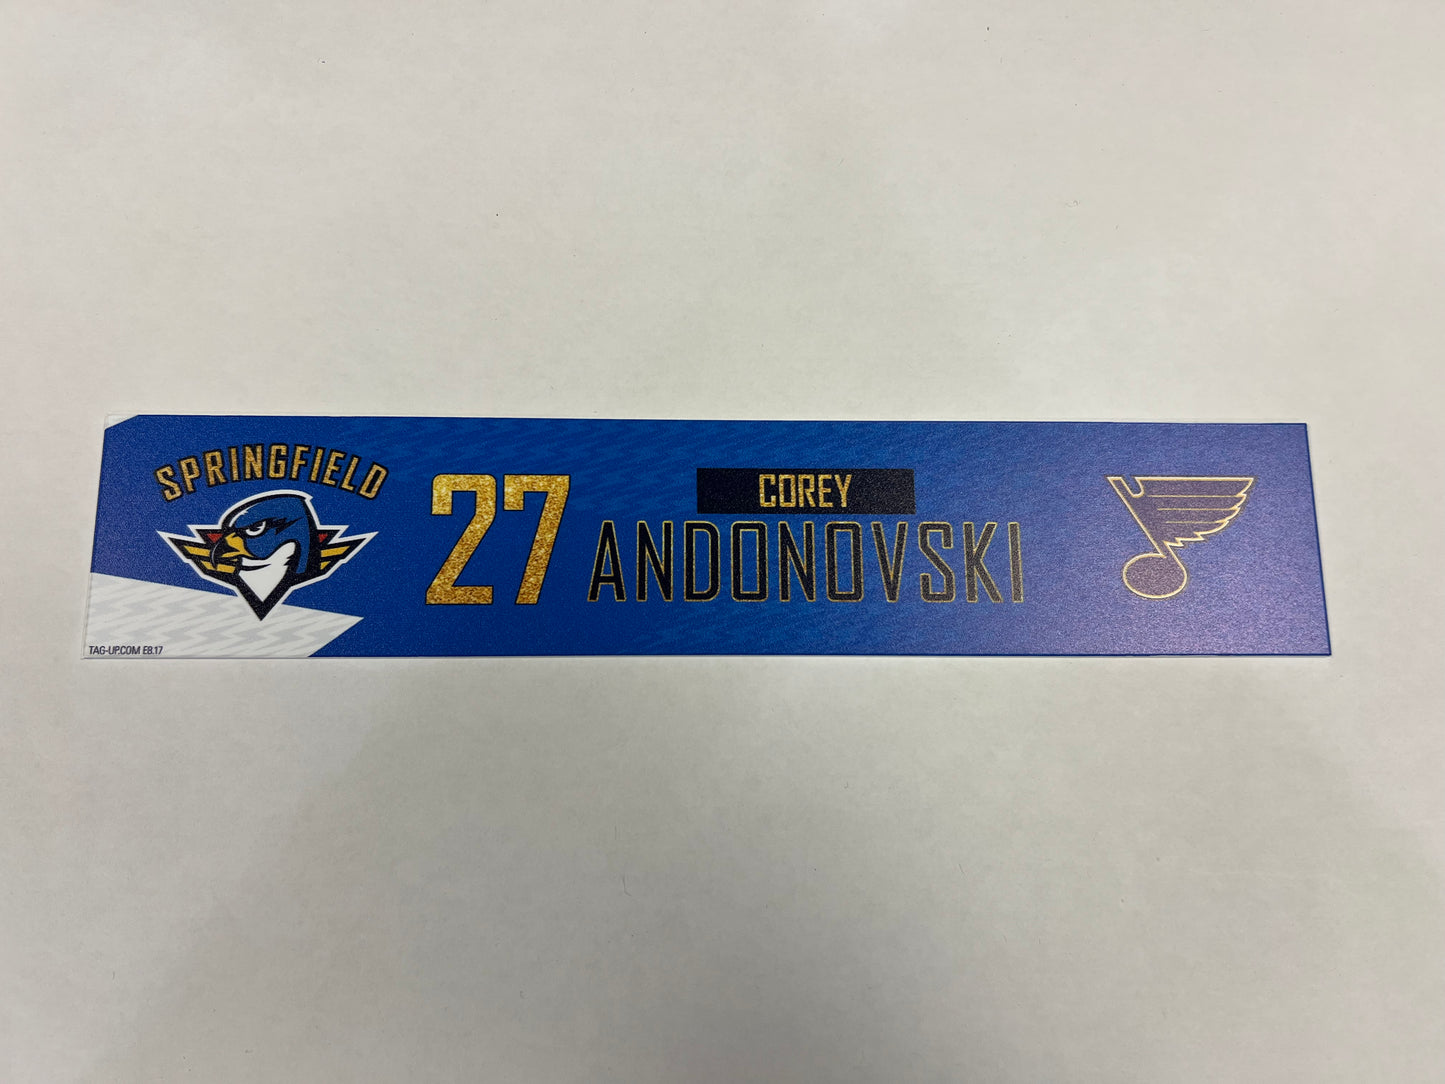 SPRINGFIELD
27
COREY
ANDONOVSKI
TAG-UP.COM E8.17